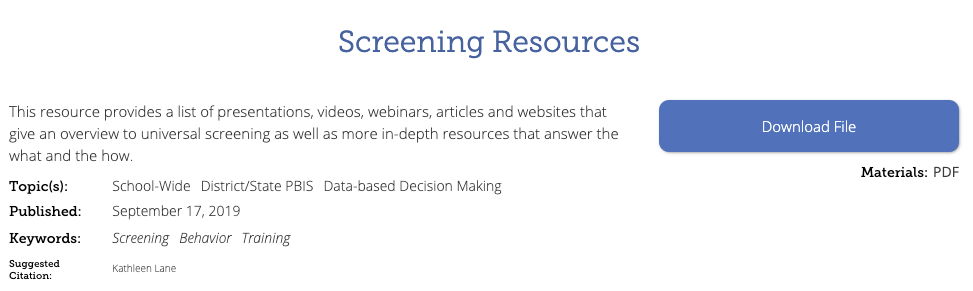 Screening Resources
This resource provides a list of presentations, videos, webinars, articles and websites that
give an overview to universal screening as well as more in-depth resources that answer the
what and the how.
Download File
Materials: PDF
Topic(s): School-Wide District/State PBIS Data-based Decision Making
Published: September 17, 2019
Keywords: Screening Behavior Training
Suggested
Citation: Kathleen Lane